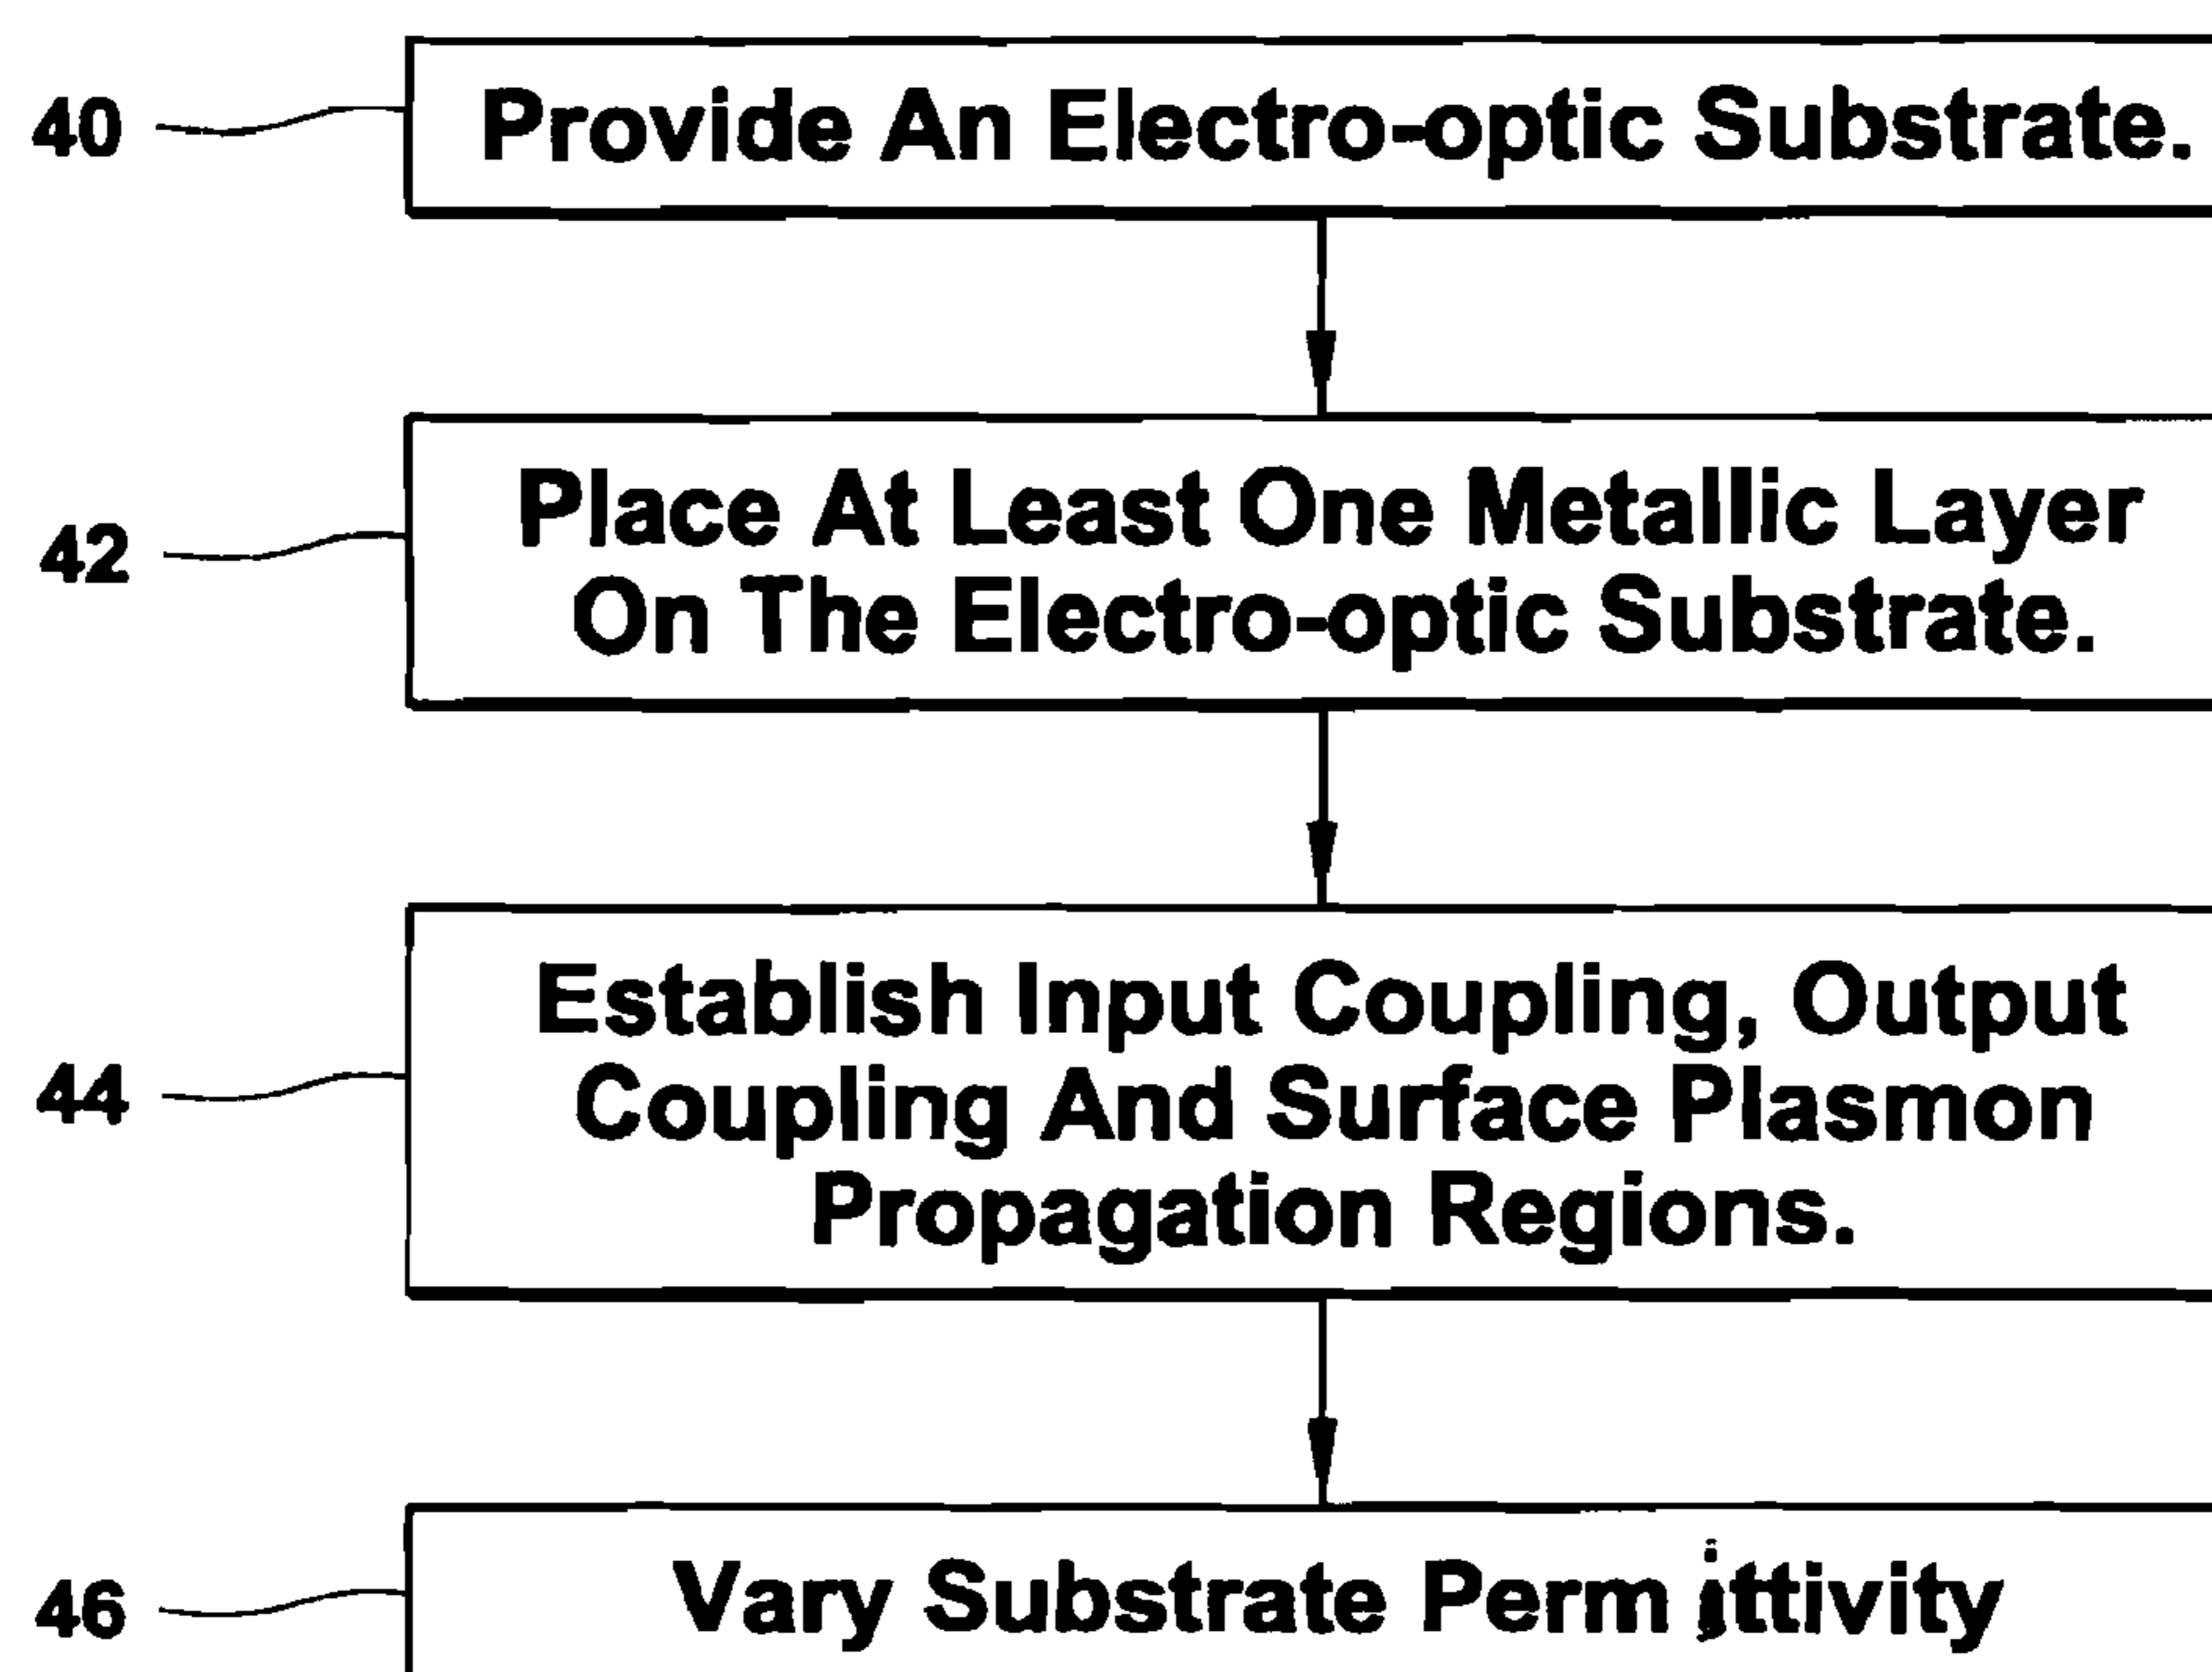 40
Provide An Electro-optic Substrate.
42
Place At Least One Metallic Layer
On The Electro-optic Substrate.
44
Establish Input Coupling, Output
Coupling And Surface Plasmon
Propagation Regions.
46
Vary Substrate Perm ittivity